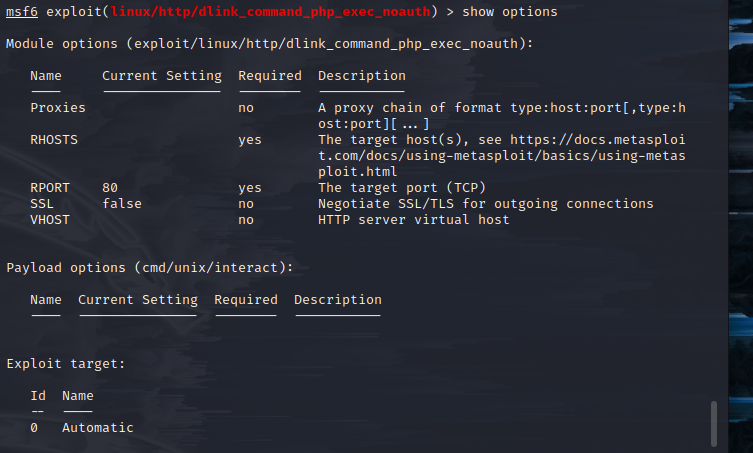 msf6 exploit(linux/http/dlink_command_php_exec_noauth) > show options
Module options (exploit/linux/http/dlink_command_php_exec_noauth):
Name Current Setting Required Description
---- --------------- -------- -----------
Proxies no A proxy chain of format type:host:port[,type:h
ost:port][...]
RHOSTS yes The target host(s), see https://docs.metasploi
t.com/docs/using-metasploit/basics/using-metas
ploit.html
RPORT 80 yes The target port (TCP)
SSL false no Negotiate SSL/TLS for outgoing connections
VHOST no HTTP server virtual host
Payload options (cmd/unix/interact):
Name Current Setting Required Description
---- --------------- -------- -----------
Exploit target:
Id Name
-- ----
0 Automatic